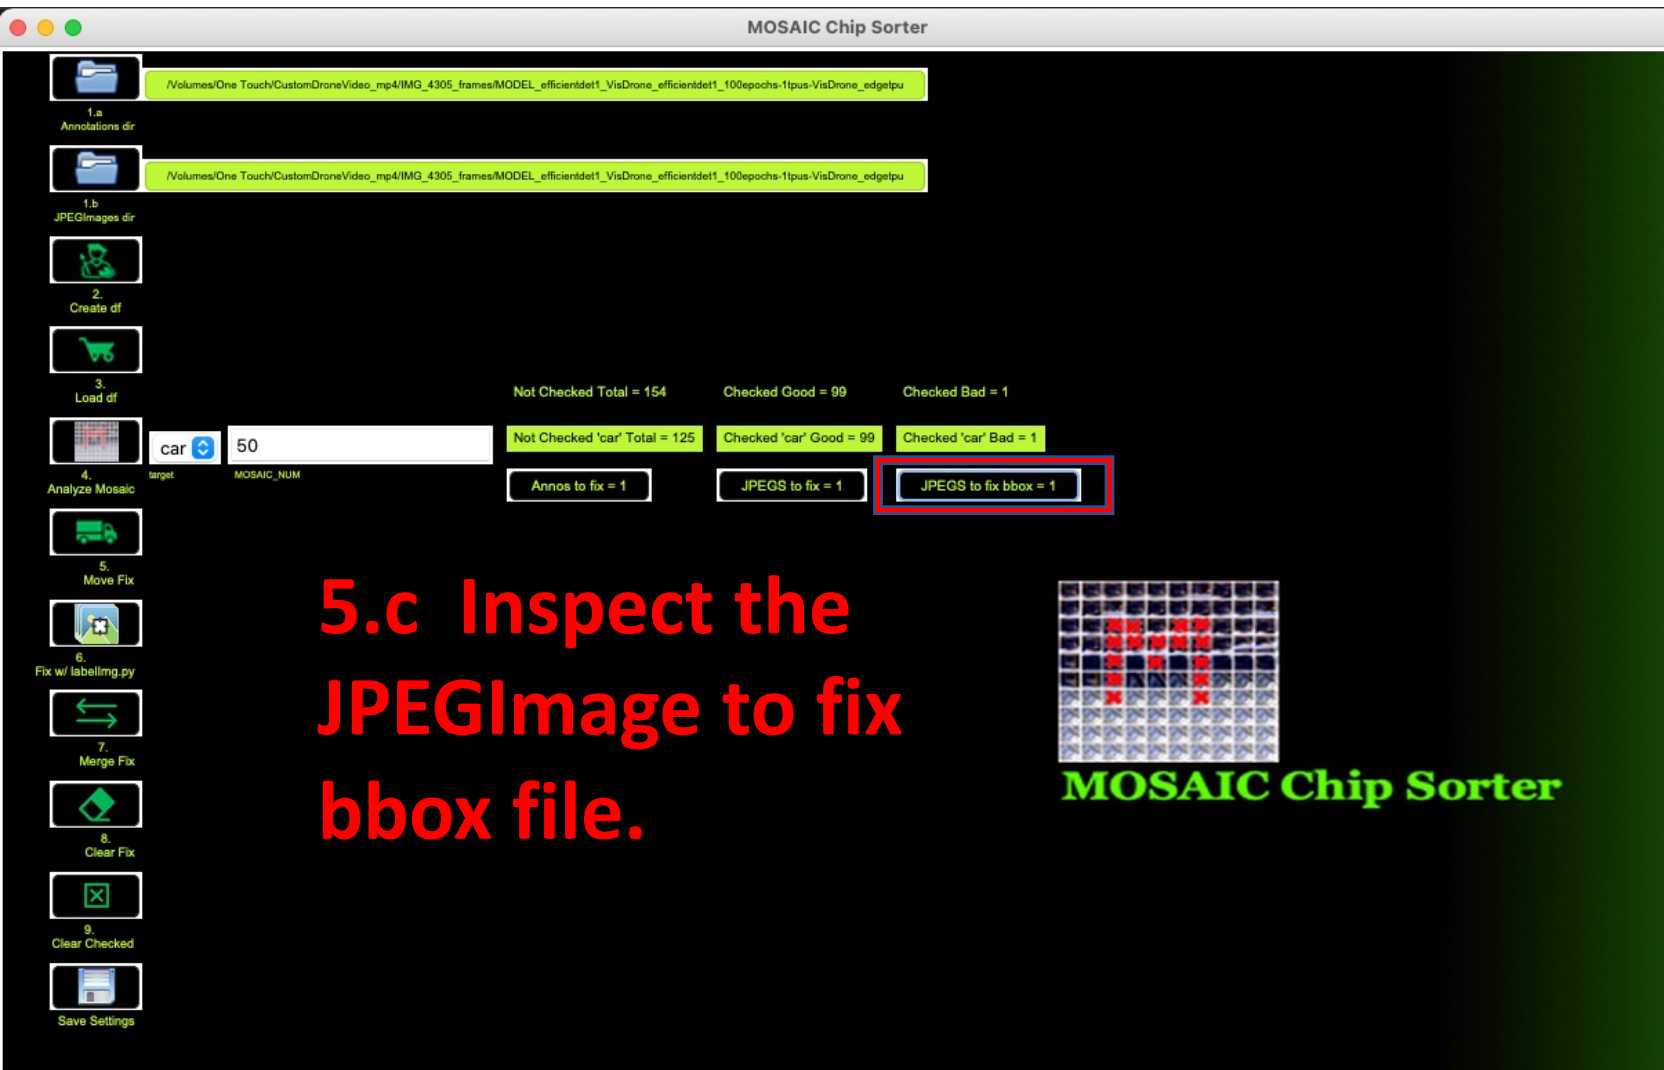 MOSAIC Chip Sorter
/Volumes/One Touch/CustomDroneVideo_mp4/IMG_4305_frames/MODEL_efficientdet1_VisDrone_efficientdet1_100epochs-1tpus-VisDrone_edgetpu
1.a
Annotations dir
/Volumes/One Touch/CustomDroneVideo_mp4/IMG_4305_frames/MODEL_efficientdet1_VisDrone_efficientdet1_100epochs-1tpus-VisDrone_edgetpu
1.b
JPEGImages dir
2.
Create df
3.
Load df
Not Checked Total = 154 Checked Good = 99 Checked Bad = 1
car 50 Not Checked 'car' Total = 125 Checked 'car' Good = 99 Checked 'car' Bad = 1
target MOSAIC_NUM
4.
Analyze Mosaic
Annos to fix = 1 JPEGS to fix = 1 JPEGS to fix bbox = 1
5.
Move Fix
5.c Inspect the
JPEGImage to fix
bbox file.
6.
Fix w/ labelImg.py
7.
Merge Fix
M
MOSAIC Chip Sorter
8.
Clear Fix
9.
Clear Checked
Save Settings